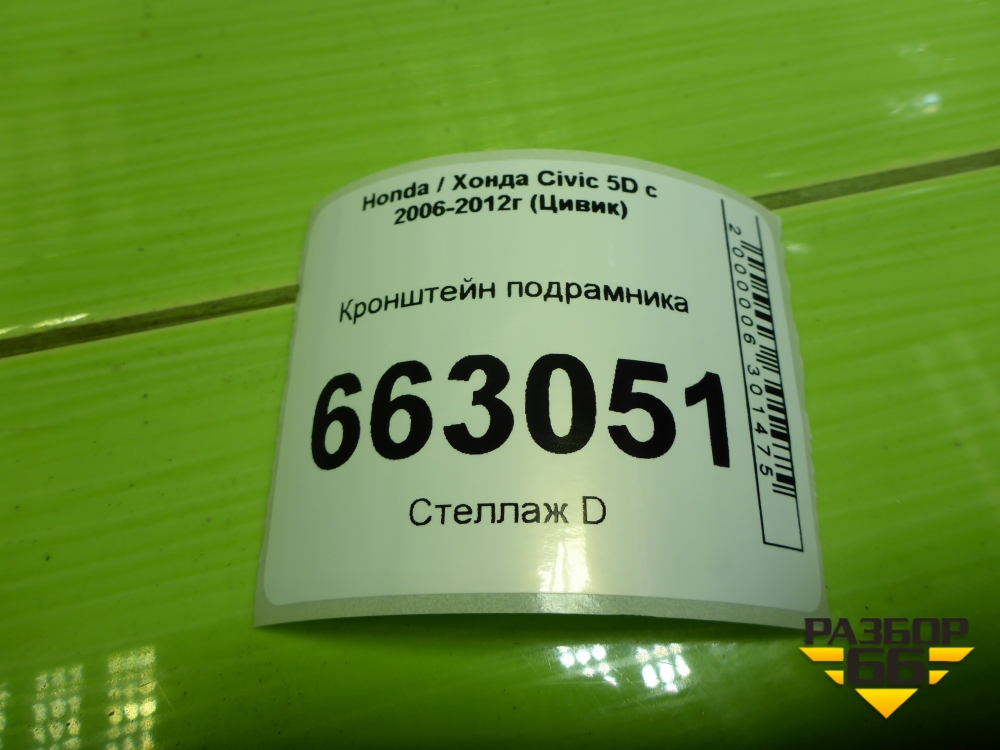 Honda / Хонда Civic 5D с
2006-2012г (Цивик)
Кронштейн подрамника
663051
Стеллаж D
2000006301475
РАЗБОР
66